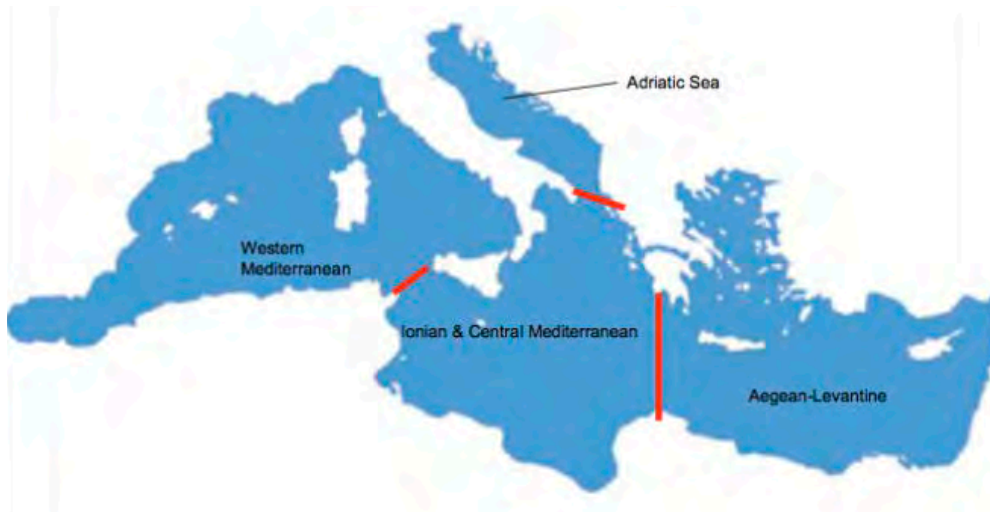 Adriatic Sea
Western
Mediterranean
Ionian & Central Mediterranean
Aegean-Levantine